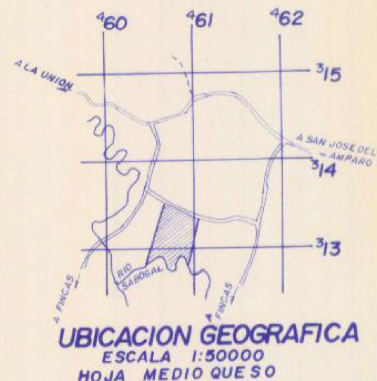 ⁴60 ⁴61 ⁴62
³15
A LA UNION
A SAN JOSE DEL
AMPARO
³14
³13
RIO
SABOGAL
A FINCAS
A
FINCAS
UBICACION GEOGRAFICA
ESCALA 1:50000
HOJA MEDIO QUESO